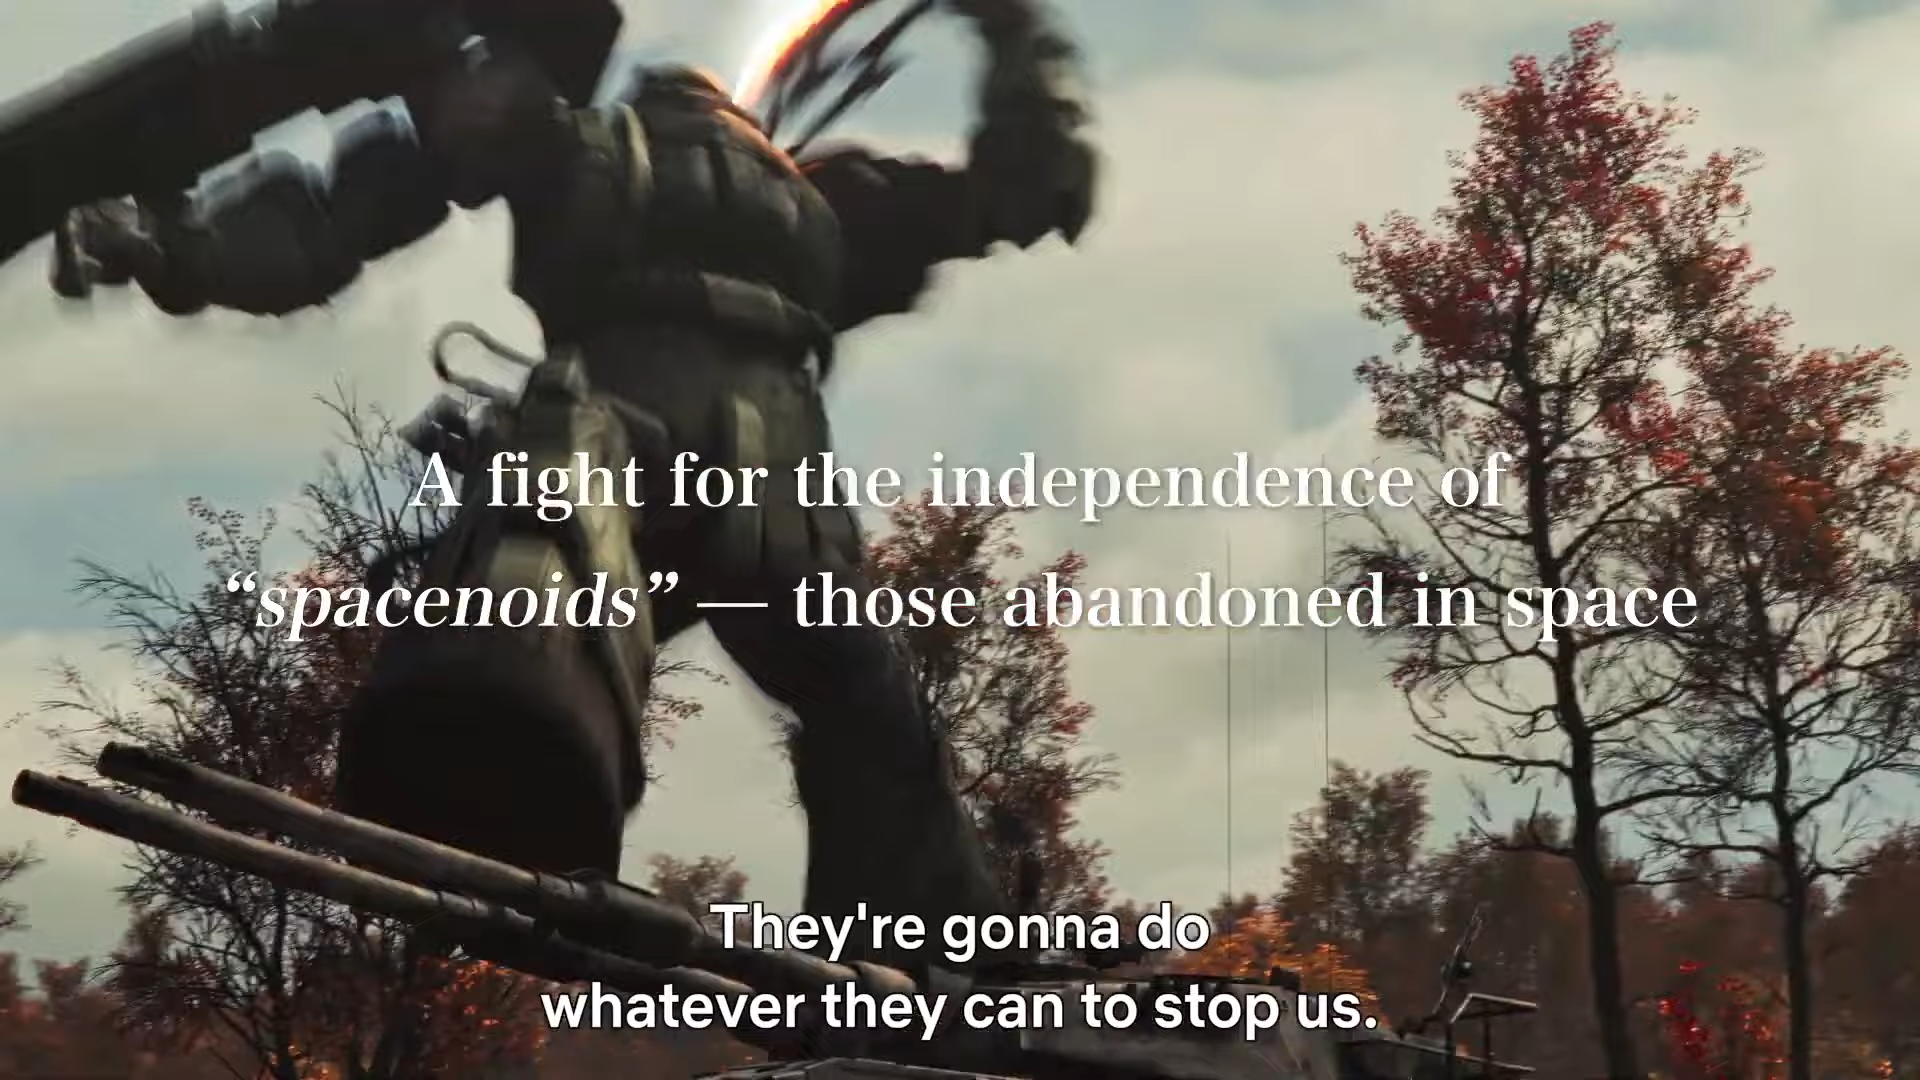 A fight for the independence of
“spacenoids” — those abandoned in space
They're gonna do
whatever they can to stop us.